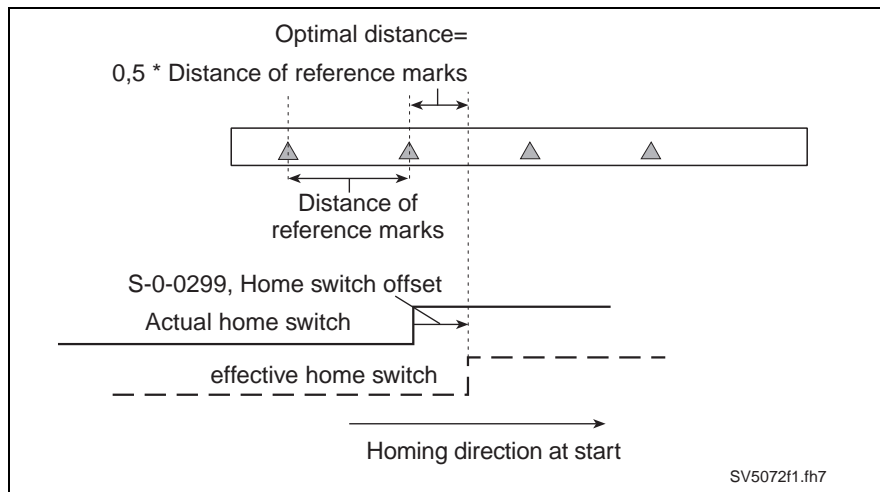 Optimal distance=
0,5 * Distance of reference marks
Distance of
reference marks
S-0-0299, Home switch offset
Actual home switch
effective home switch
Homing direction at start
SV5072f1.fh7